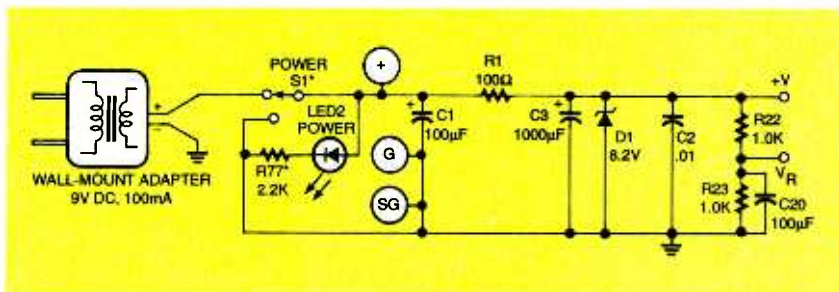 POWER
S1*
+
R1
100Ω
+V
+
−
LED2
POWER
+
C1
100µF
+
C3
1000µF
D1
8.2V
C2
.01
R22
1.0K
G
VR
R77*
2.2K
SG
R23
1.0K
C20
100µF
WALL-MOUNT ADAPTER
9V DC, 100mA